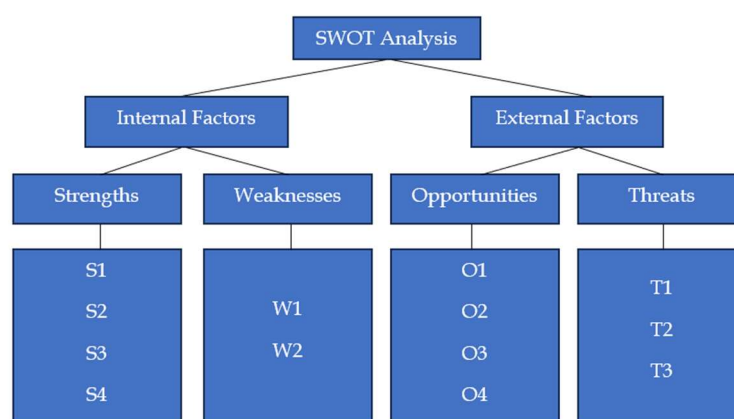 SWOT Analysis
Internal Factors
External Factors
Strengths
Weaknesses
Opportunities
Threats
S1
S2
S3
S4
W1
W2
O1
O2
O3
O4
T1
T2
T3